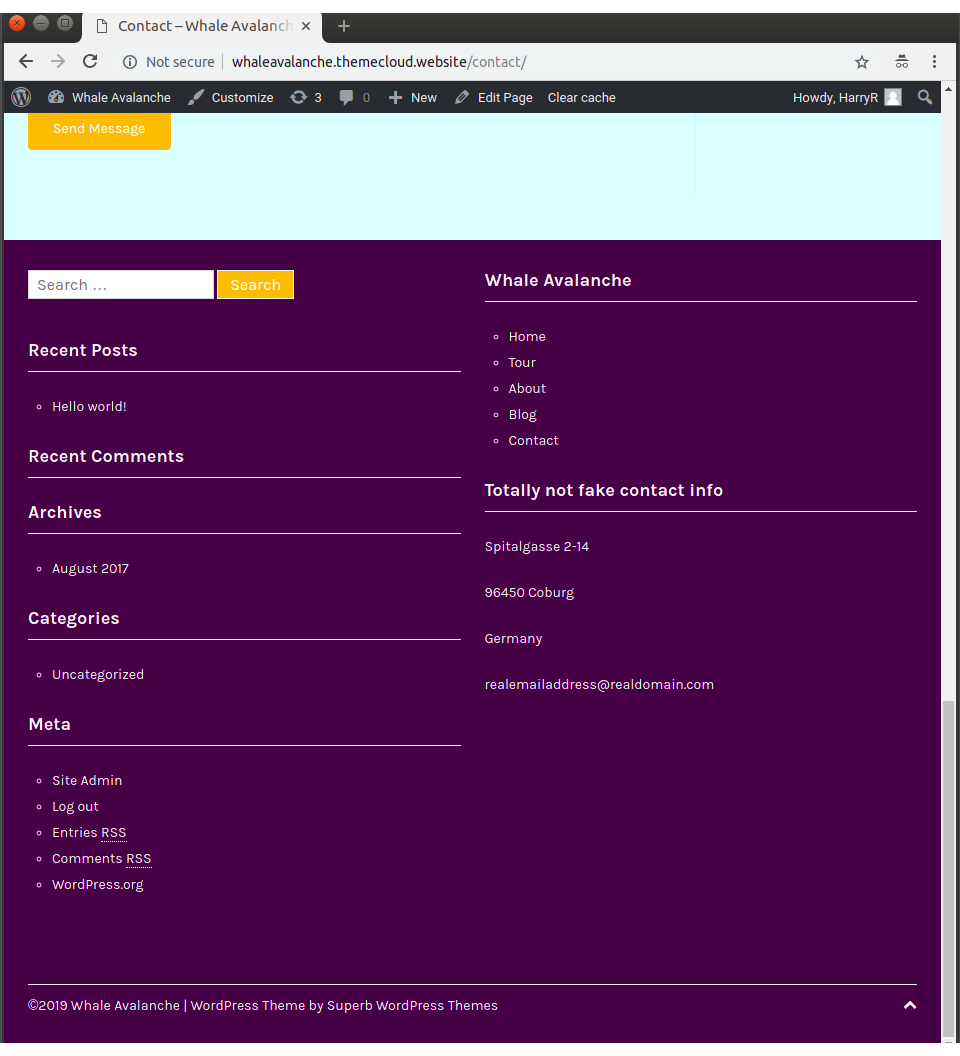 Contact – Whale Avalanch
Not secure | whaleavalanche.themecloud.website/contact/
Whale Avalanche Customize 3 0 New Edit Page Clear cache Howdy, HarryR
Send Message
Search … Search
Recent Posts
Hello world!
Recent Comments
Archives
August 2017
Categories
Uncategorized
Meta
Site Admin
Log out
Entries RSS
Comments RSS
WordPress.org
Whale Avalanche
Home
Tour
About
Blog
Contact
Totally not fake contact info
Spitalgasse 2-14
96450 Coburg
Germany
realemailaddress@realdomain.com
©2019 Whale Avalanche | WordPress Theme by Superb WordPress Themes